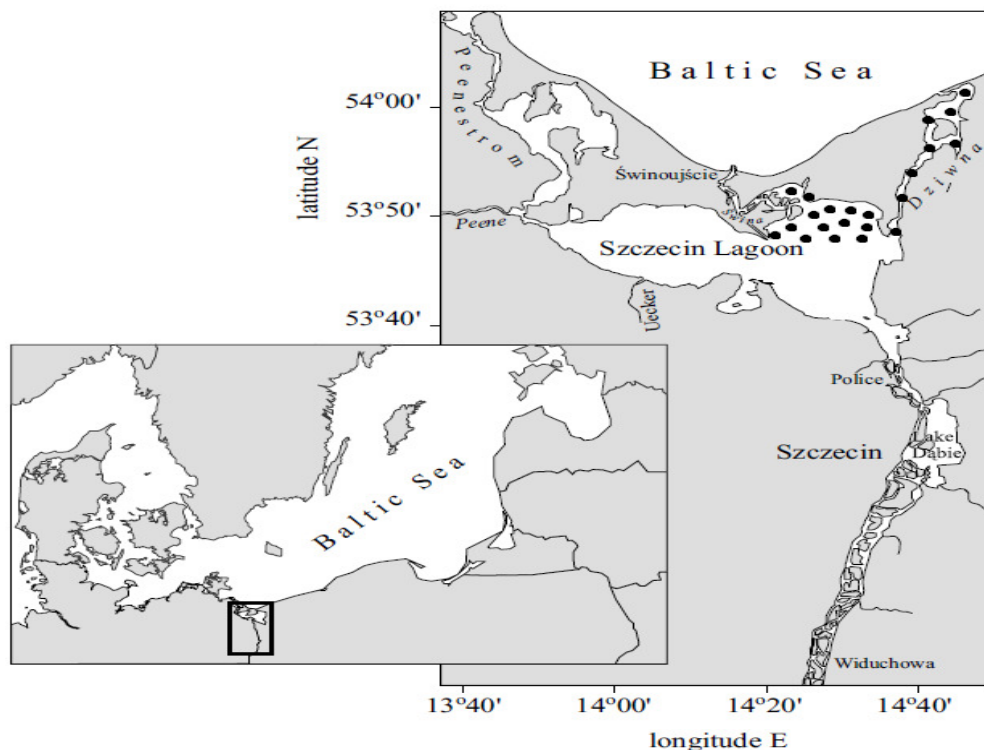 Baltic Sea
Peenestrom
54°00'
latitude N
Świnoujście
Dziwna
Świna
53°50'
Peene
Szczecin Lagoon
Uecker
53°40'
Police
Baltic Sea
Szczecin
Lake
Dąbie
Widuchowa
13°40'
14°00'
14°20'
14°40'
longitude E